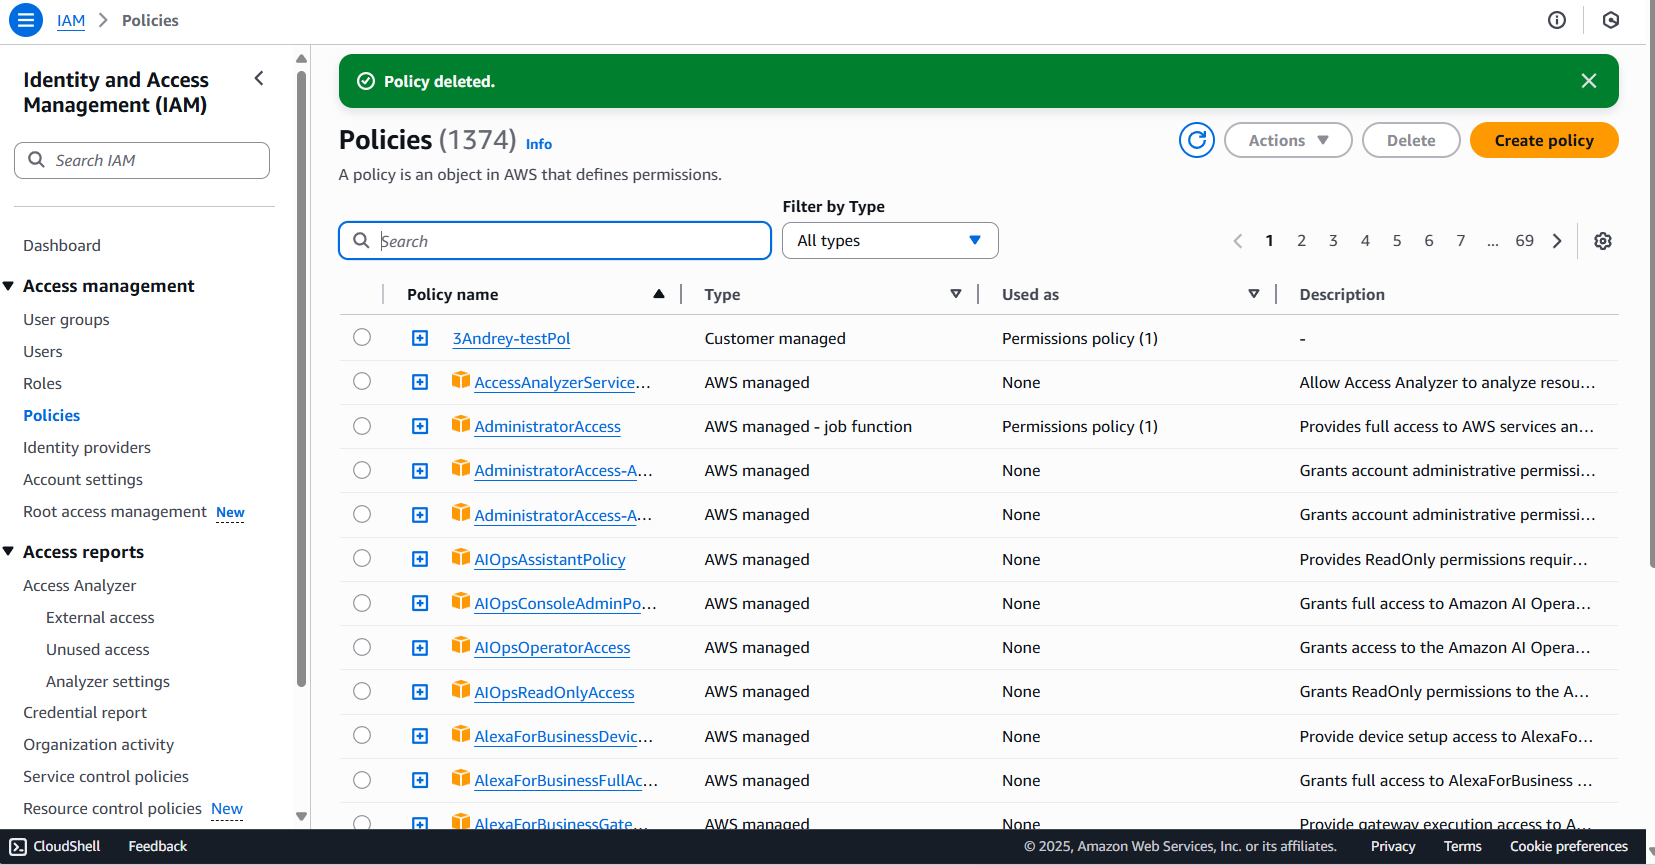 IAM > Policies
Identity and Access
Management (IAM)
Search IAM
Dashboard
Access management
User groups
Users
Roles
Policies
Identity providers
Account settings
Root access management New
Access reports
Access Analyzer
External access
Unused access
Analyzer settings
Credential report
Organization activity
Service control policies
Resource control policies New
Policy deleted.
Policies (1374) Info
Actions
Delete
Create policy
A policy is an object in AWS that defines permissions.
Filter by Type
Search
All types
1 2 3 4 5 6 7 ... 69
Policy name Type Used as Description
3Andrey-testPol Customer managed Permissions policy (1) -
AccessAnalyzerService... AWS managed None Allow Access Analyzer to analyze resou...
AdministratorAccess AWS managed - job function Permissions policy (1) Provides full access to AWS services an...
AdministratorAccess-A... AWS managed None Grants account administrative permissi...
AdministratorAccess-A... AWS managed None Grants account administrative permissi...
AIOpsAssistantPolicy AWS managed None Provides ReadOnly permissions requir...
AIOpsConsoleAdminPo... AWS managed None Grants full access to Amazon AI Opera...
AIOpsOperatorAccess AWS managed None Grants access to the Amazon AI Opera...
AIOpsReadOnlyAccess AWS managed None Grants ReadOnly permissions to the A...
AlexaForBusinessDevic... AWS managed None Provide device setup access to AlexaFo...
AlexaForBusinessFullAc... AWS managed None Grants full access to AlexaForBusiness ...
AlexaForBusinessGate... AWS managed None Provide gateway execution access to A...
CloudShell Feedback © 2025, Amazon Web Services, Inc. or its affiliates. Privacy Terms Cookie preferences